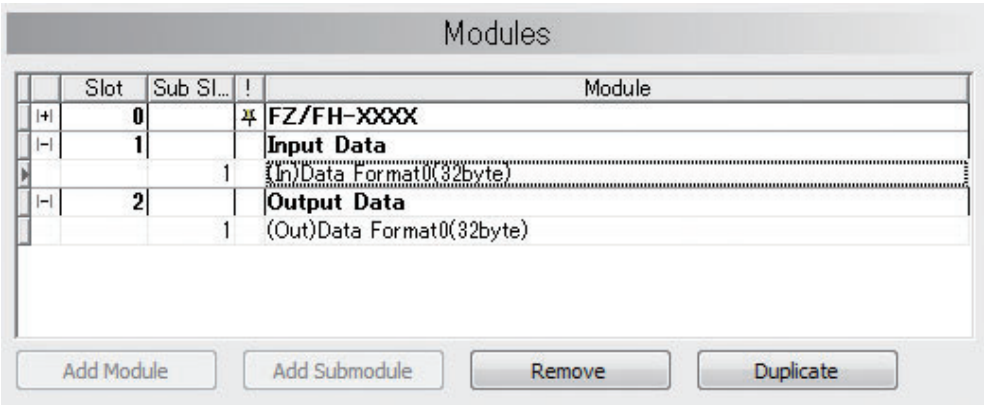 Modules
Slot Sub Sl... ! Module
0 FZ/FH-XXXX
1 Input Data
1 (In)Data Format0(32byte)
2 Output Data
1 (Out)Data Format0(32byte)
Add Module Add Submodule Remove Duplicate